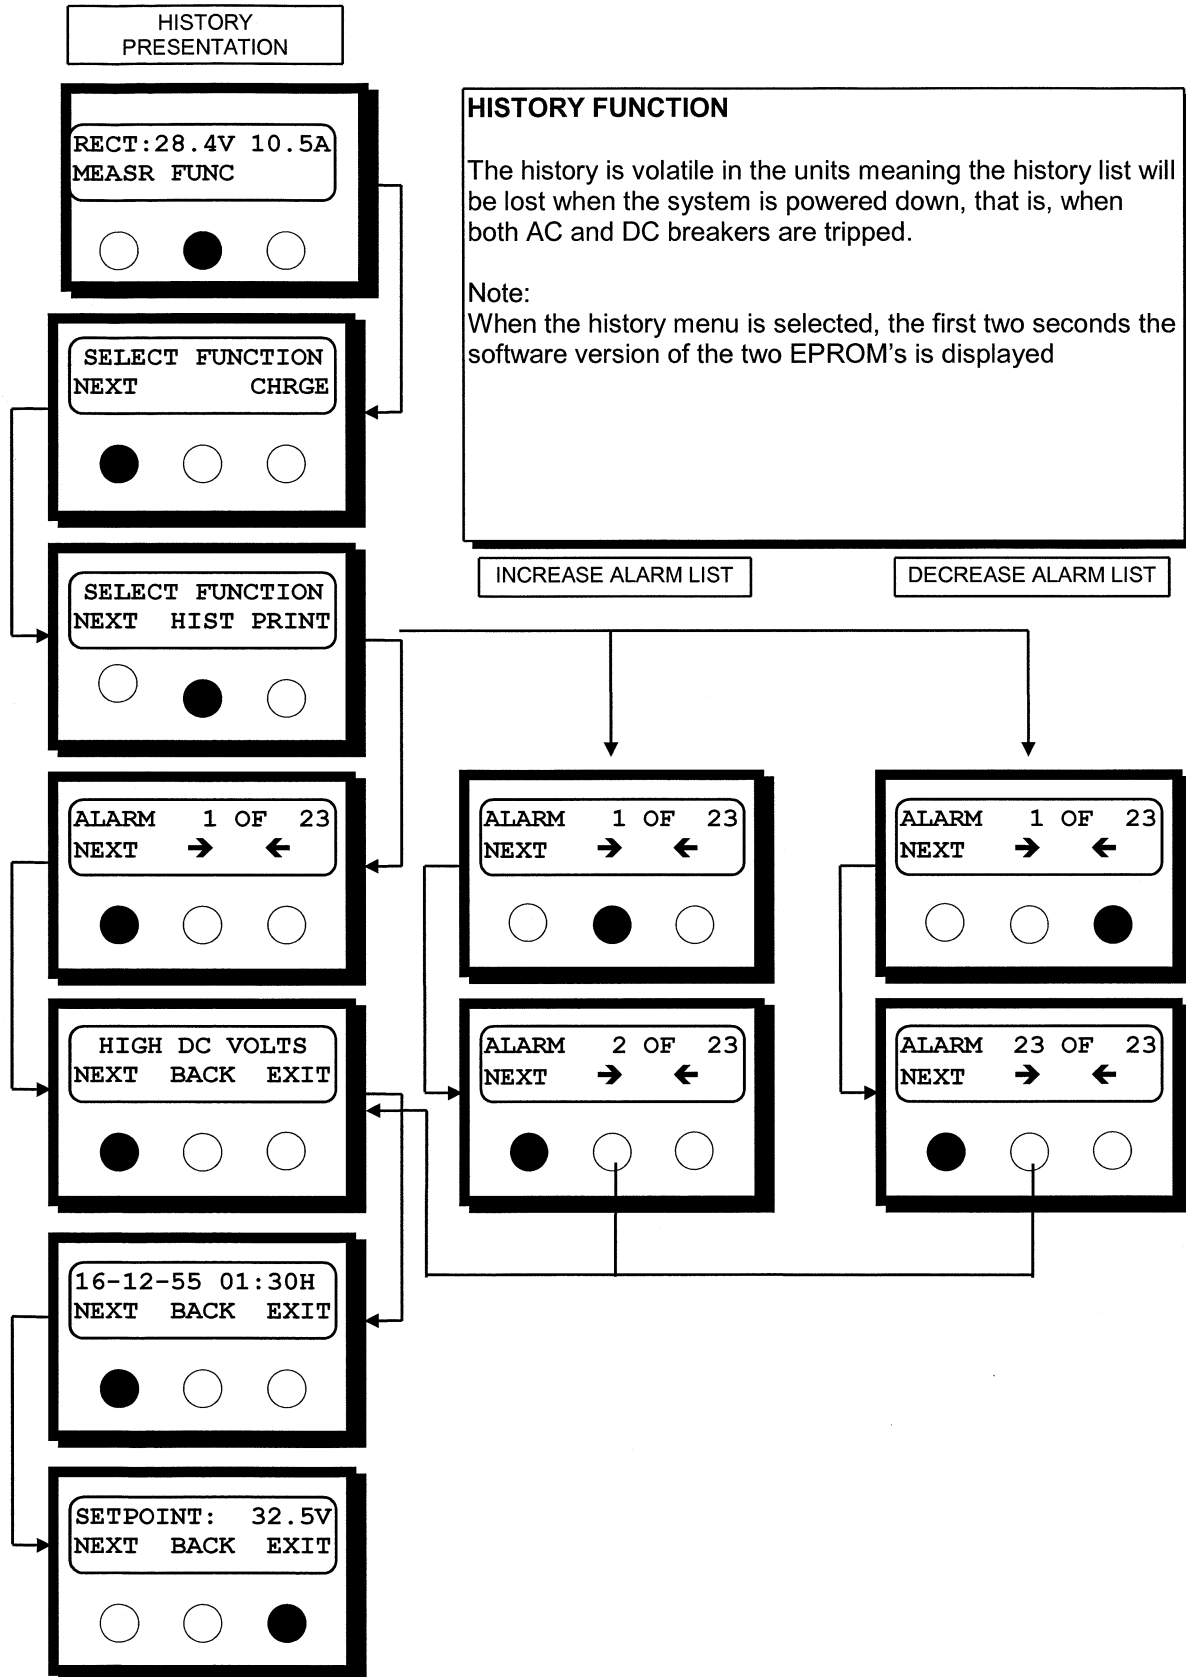 HISTORY
PRESENTATION
RECT:28.4V 10.5A
MEASR FUNC
HISTORY FUNCTION
The history is volatile in the units meaning the history list will
be lost when the system is powered down, that is, when
both AC and DC breakers are tripped.
Note:
When the history menu is selected, the first two seconds the
software version of the two EPROM's is displayed
SELECT FUNCTION
NEXT CHRGE
SELECT FUNCTION
NEXT HIST PRINT
INCREASE ALARM LIST
DECREASE ALARM LIST
ALARM 1 OF 23
NEXT → ←
ALARM 1 OF 23
NEXT → ←
ALARM 1 OF 23
NEXT → ←
HIGH DC VOLTS
NEXT BACK EXIT
ALARM 2 OF 23
NEXT → ←
ALARM 23 OF 23
NEXT → ←
16-12-55 01:30H
NEXT BACK EXIT
SETPOINT: 32.5V
NEXT BACK EXIT